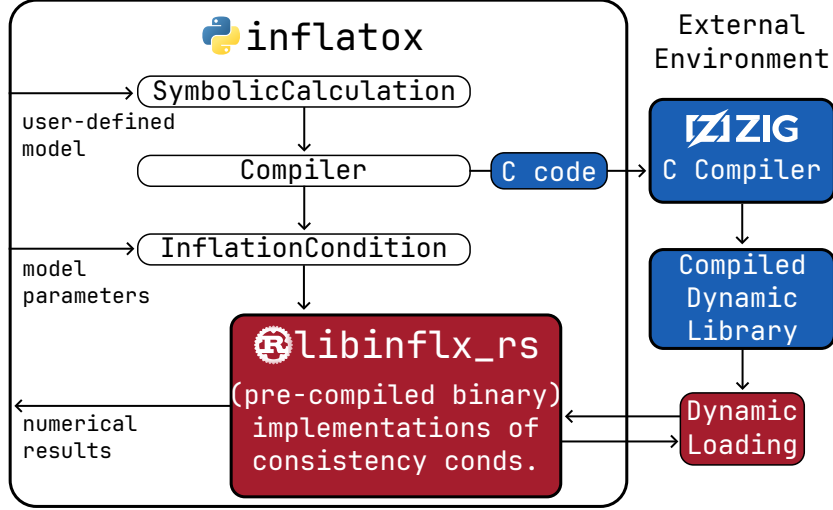 inflatox
External
Environment
SymbolicCalculation
user-defined
model
ZIG
C Compiler
Compiler
C code
InflationCondition
model
parameters
Compiled
Dynamic
Library
R
libinflx_rs
(pre-compiled binary)
implementations of
consistency conds.
numerical
results
Dynamic
Loading